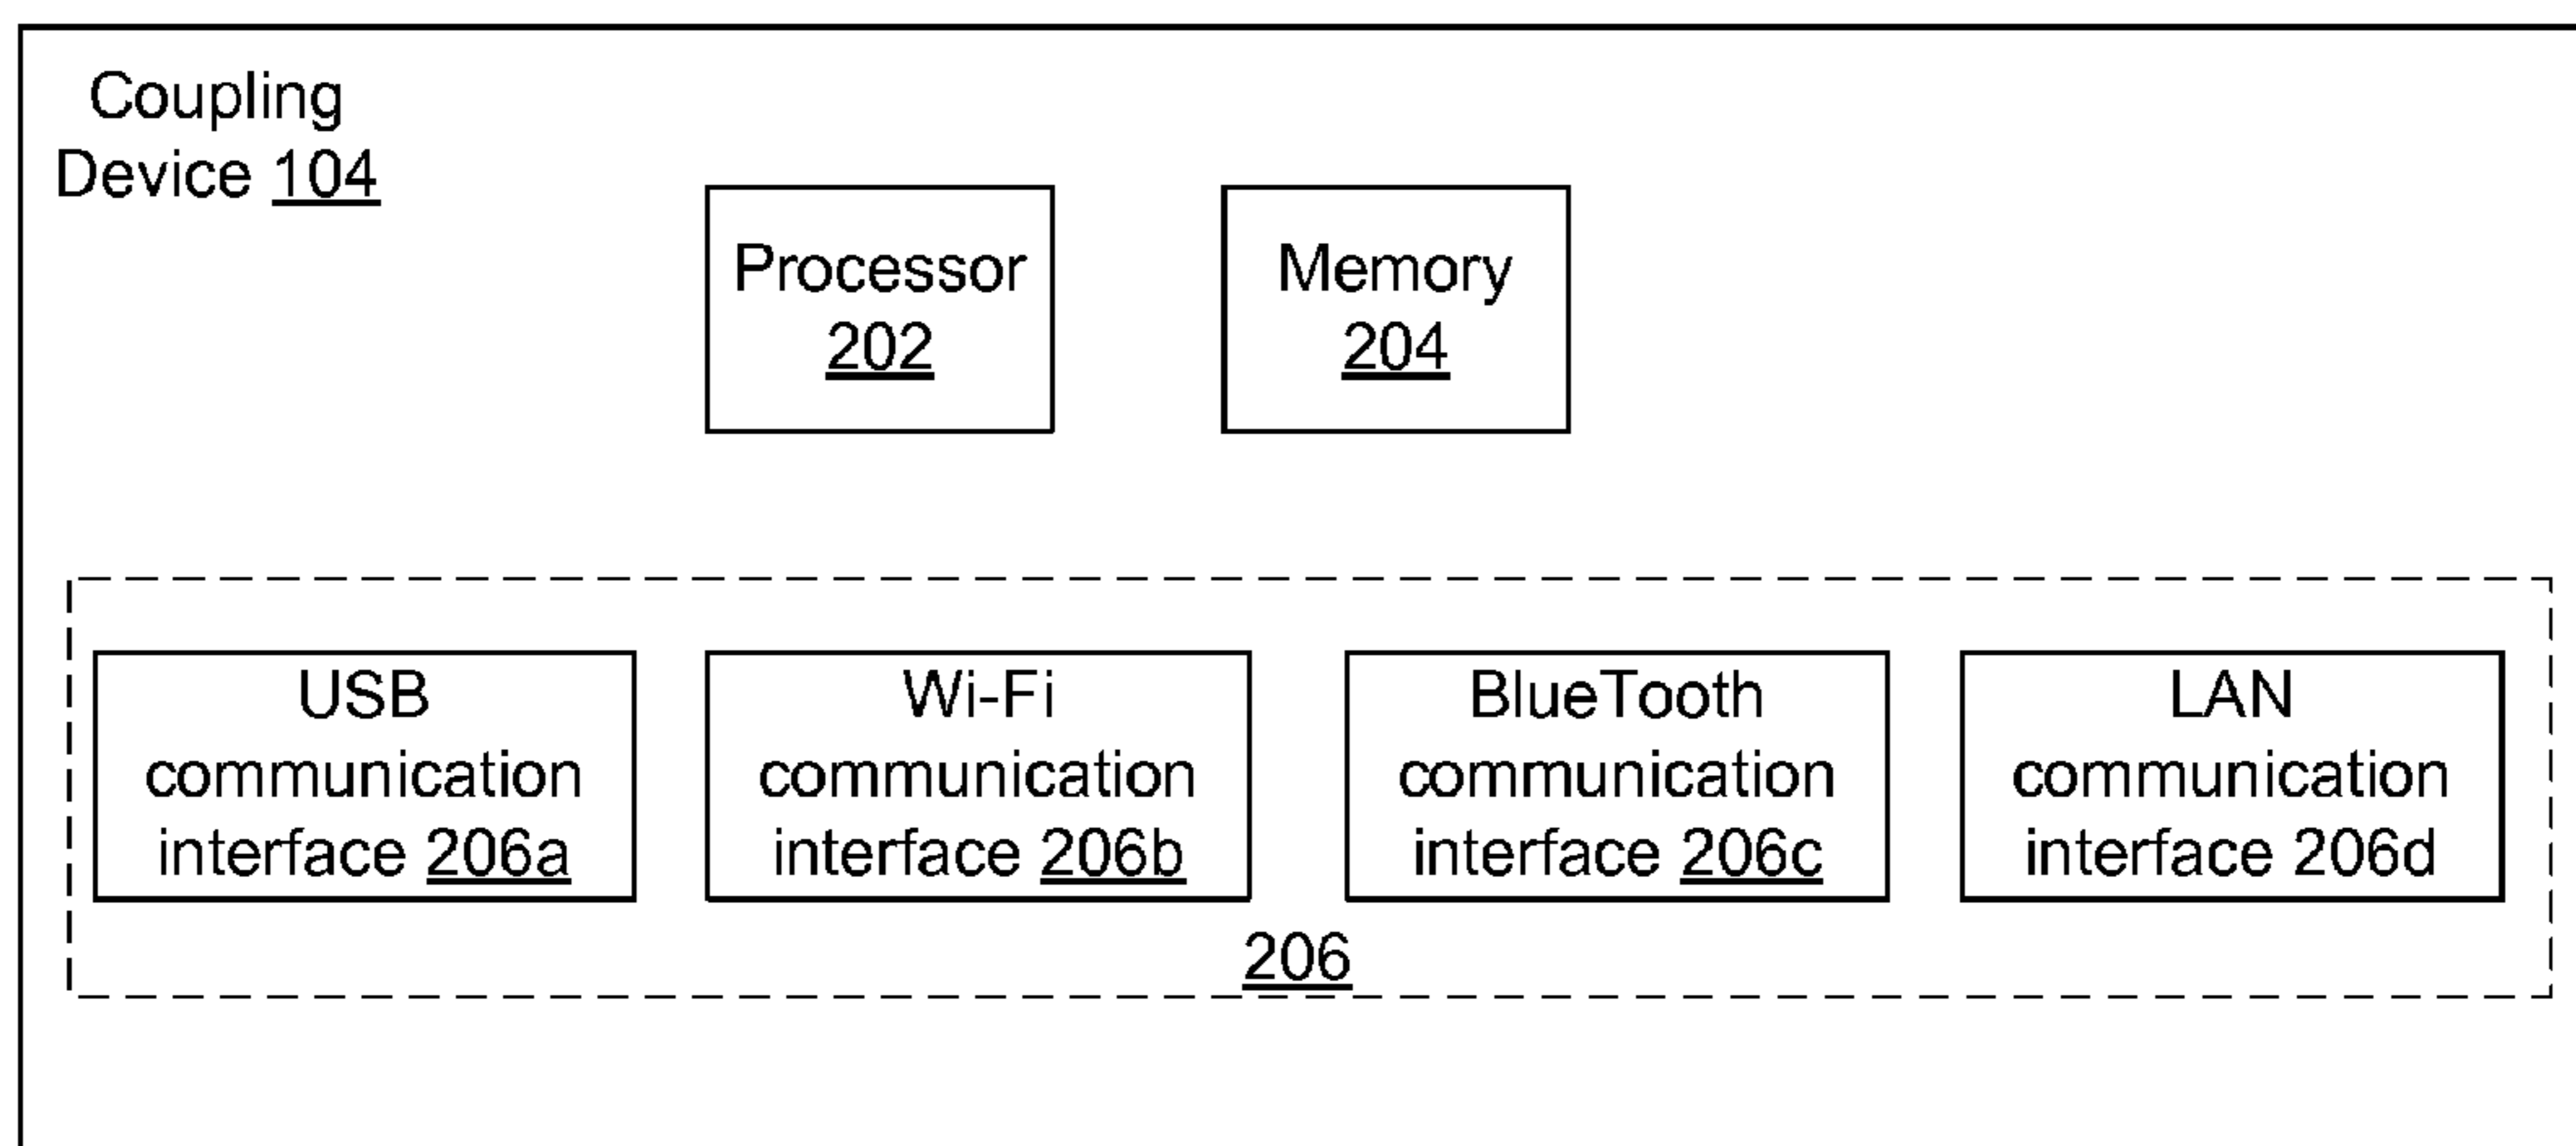 Coupling
Device 104
Processor
202
Memory
204
USB
communication
interface 206a
Wi-Fi
communication
interface 206b
BlueTooth
communication
interface 206c
LAN
communication
interface 206d
206